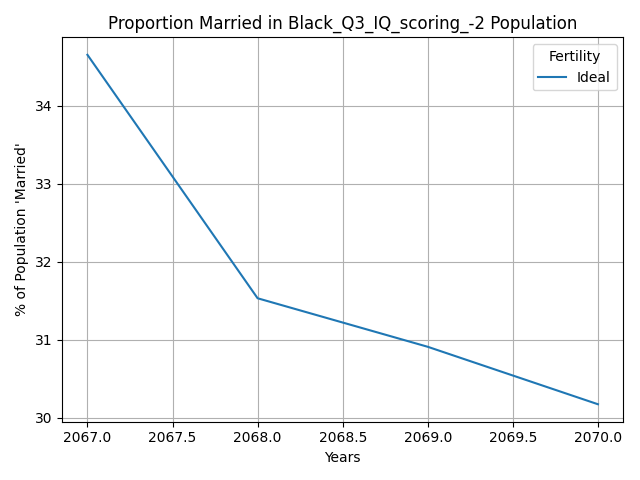 Proportion Married in Black_Q3_IQ_scoring_-2 Population
Fertility
Ideal
% of Population 'Married'
34
33
32
31
30
2067.0 2067.5 2068.0 2068.5 2069.0 2069.5 2070.0
Years